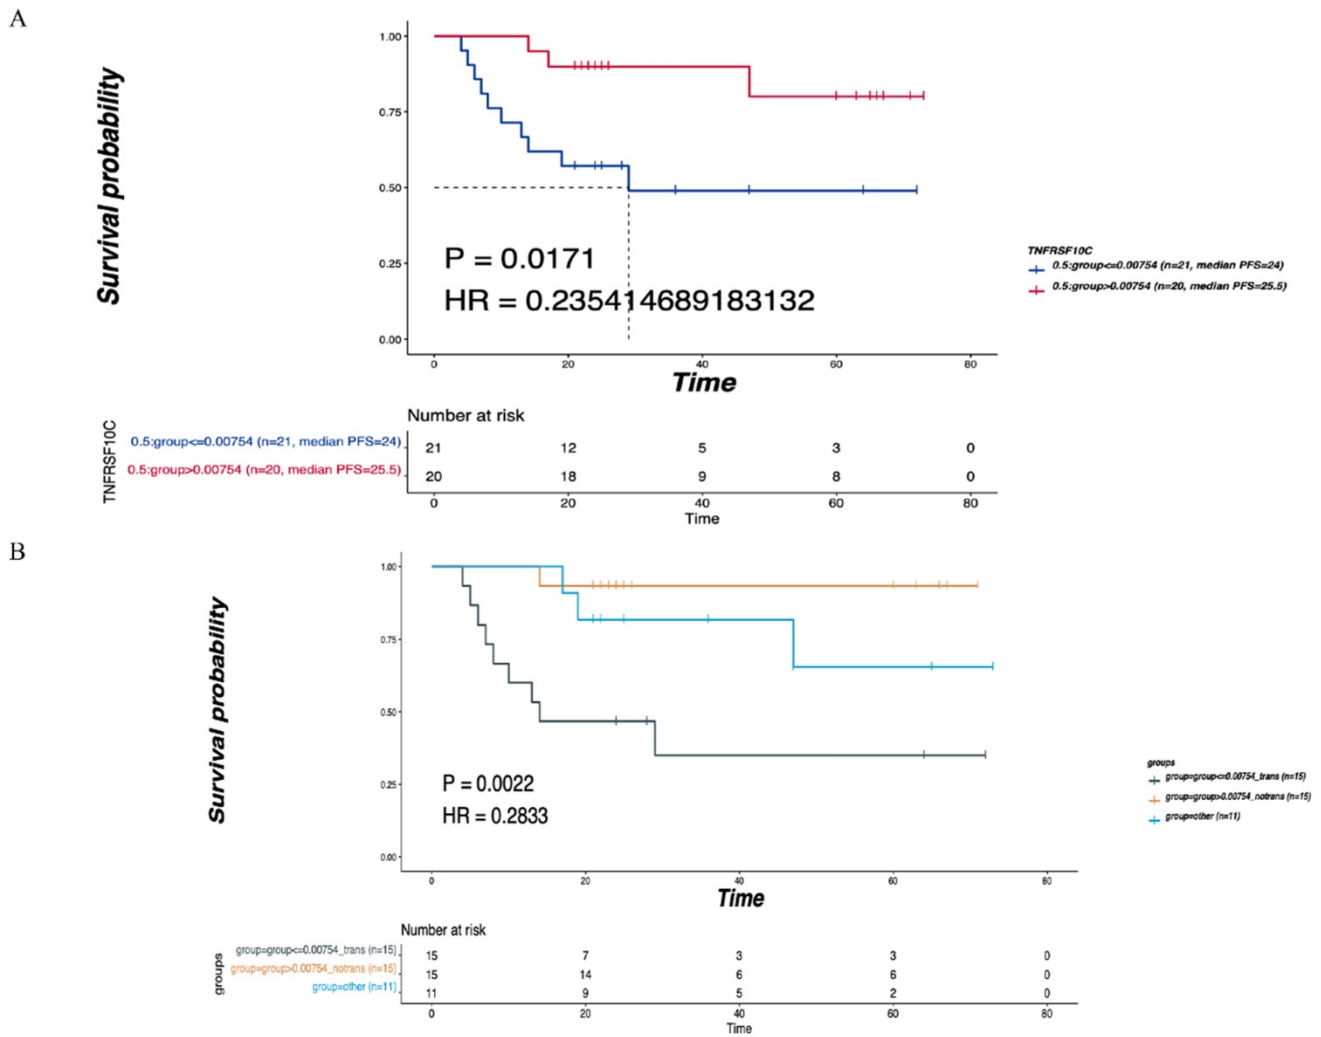 A
Survival probability
1.00
0.75
0.50
0.25
0.00
P = 0.0171
HR = 0.235414689183132
0 20 40 60 80
Time
TNFRSF10C
0.5:group<=0.00754 (n=21, median PFS=24)
0.5:group>0.00754 (n=20, median PFS=25.5)
Number at risk
TNFRSF10C
0.5:group<=0.00754 (n=21, median PFS=24) 21 12 5 3 0
0.5:group>0.00754 (n=20, median PFS=25.5) 20 18 9 8 0
0 20 40 60 80
Time
B
Survival probability
1.00
0.75
0.50
0.25
0.00
P = 0.0022
HR = 0.2833
0 20 40 60 80
Time
groups
group=group<=0.00754_trans (n=15)
group=group>0.00754_notrans (n=15)
group=other (n=11)
Number at risk
groups
group=group<=0.00754_trans (n=15) 15 7 3 3 0
group=group>0.00754_notrans (n=15) 15 14 6 6 0
group=other (n=11) 11 9 5 2 0
0 20 40 60 80
Time